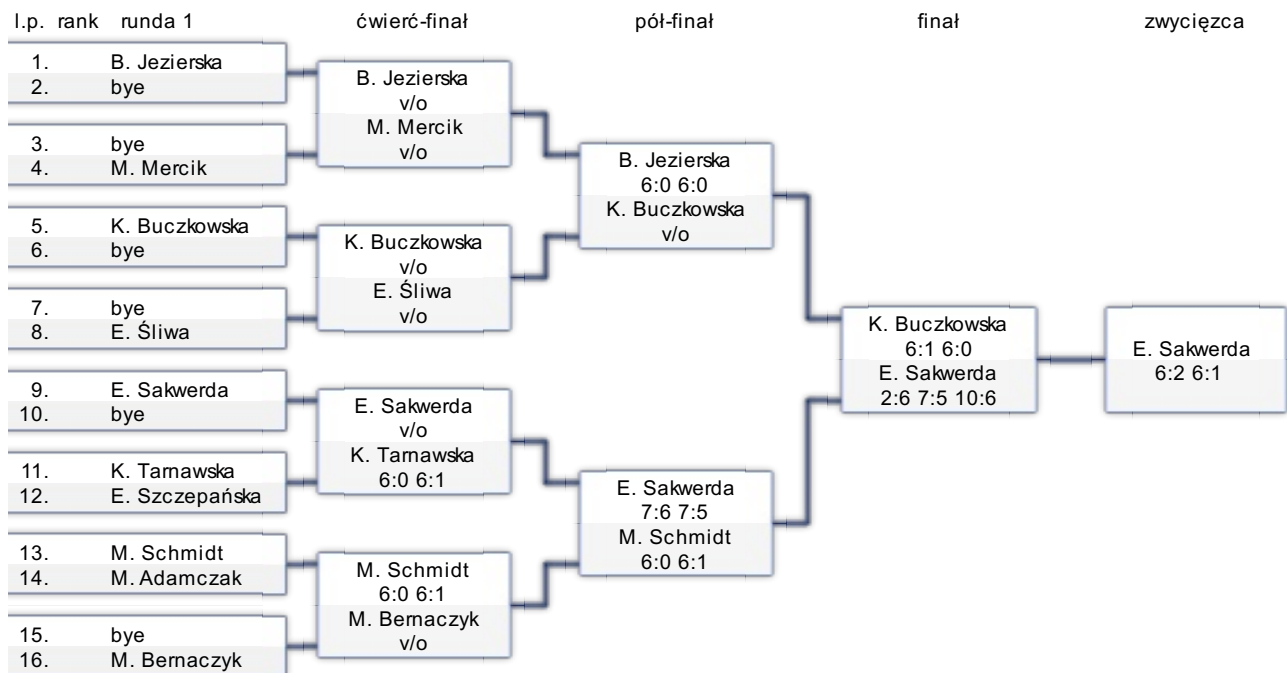 l.p. rank runda 1 ćwierć-finał pół-finał finał zwycięzca
1. B. Jezierska
2. bye
3. bye
4. M. Mercik
5. K. Buczkowska
6. bye
7. bye
8. E. Śliwa
9. E. Sakwerda
10. bye
11. K. Tarnawska
12. E. Szczepańska
13. M. Schmidt
14. M. Adamczak
15. bye
16. M. Bernaczyk
B. Jezierska
v/o
M. Mercik
v/o
K. Buczkowska
v/o
E. Śliwa
v/o
E. Sakwerda
v/o
K. Tarnawska
6:0 6:1
M. Schmidt
6:0 6:1
M. Bernaczyk
v/o
B. Jezierska
6:0 6:0
K. Buczkowska
v/o
E. Sakwerda
7:6 7:5
M. Schmidt
6:0 6:1
K. Buczkowska
6:1 6:0
E. Sakwerda
2:6 7:5 10:6
E. Sakwerda
6:2 6:1